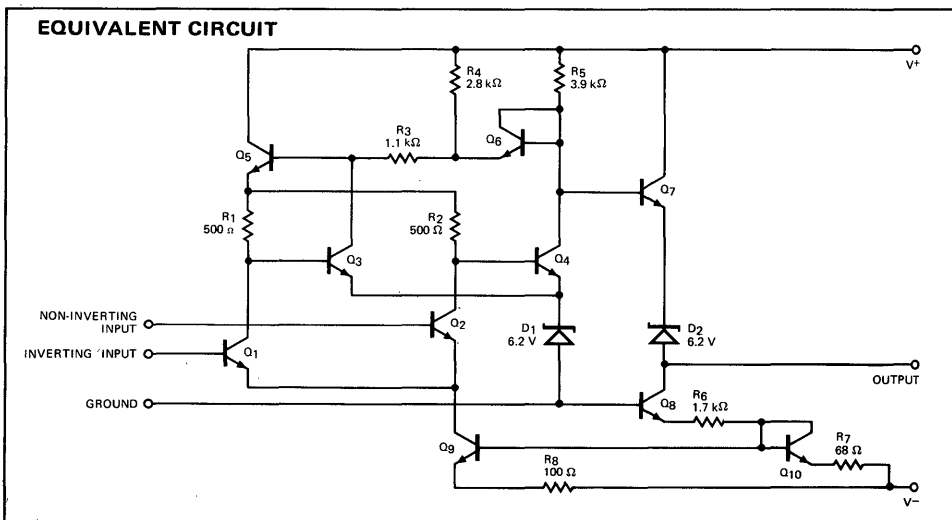 EQUIVALENT CIRCUIT
V+
R4
2.8 kΩ
R5
3.9 kΩ
R3
1.1 kΩ
Q6
Q5
Q7
R1
500 Ω
R2
500 Ω
Q3
Q4
NON-INVERTING
INPUT
Q2
D1
6.2 V
D2
6.2 V
INVERTING INPUT
Q1
OUTPUT
GROUND
Q8
R6
1.7 kΩ
Q9
R8
100 Ω
Q10
R7
68 Ω
V−